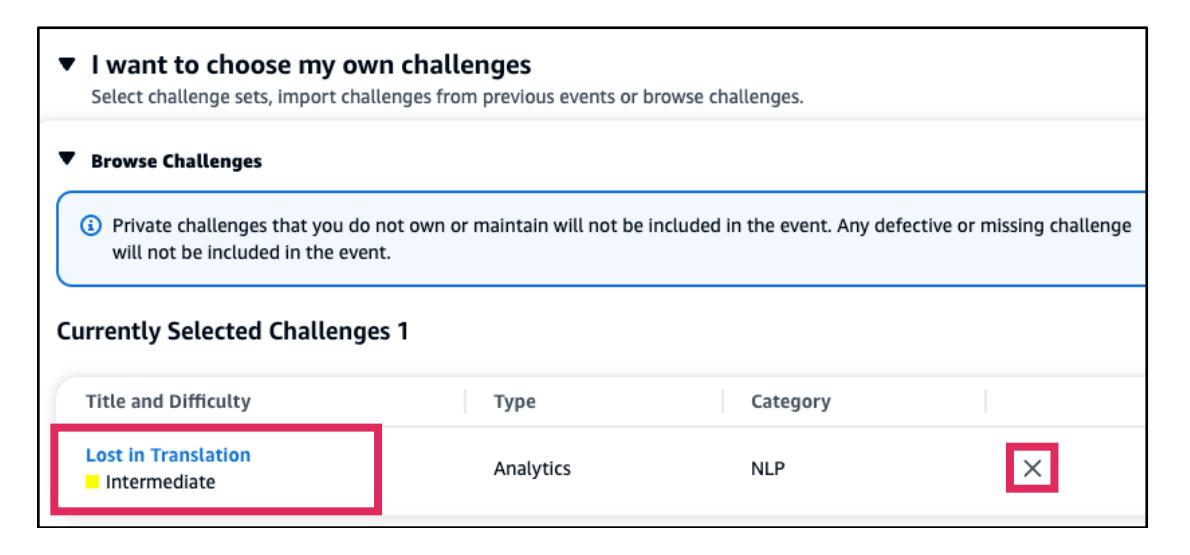 I want to choose my own challenges
Select challenge sets, import challenges from previous events or browse challenges.
Browse Challenges
Private challenges that you do not own or maintain will not be included in the event. Any defective or missing challenge
will not be included in the event.
Currently Selected Challenges 1
Title and Difficulty Type Category
Lost in Translation
Intermediate Analytics NLP